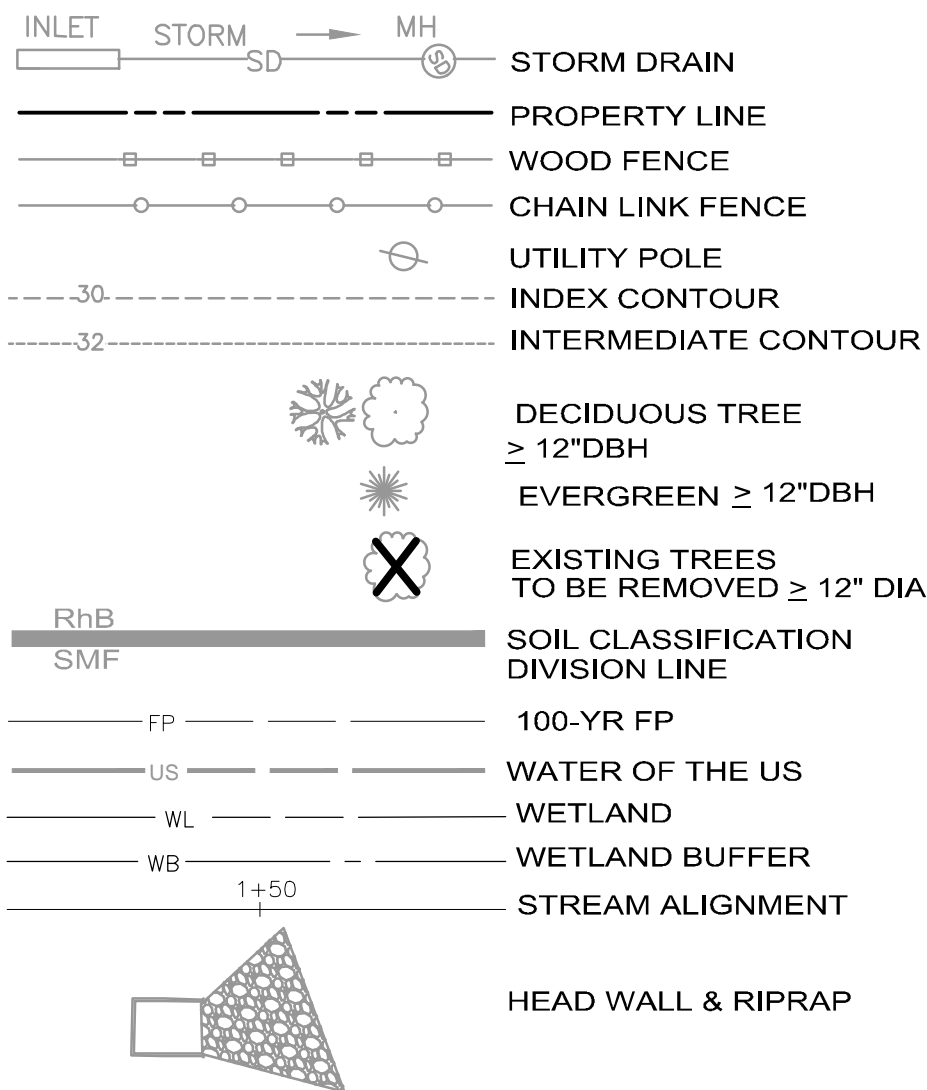 INLET STORM MH
SD SD STORM DRAIN
PROPERTY LINE
WOOD FENCE
CHAIN LINK FENCE
UTILITY POLE
30 INDEX CONTOUR
32 INTERMEDIATE CONTOUR
DECIDUOUS TREE
≥ 12"DBH
EVERGREEN ≥ 12"DBH
EXISTING TREES
TO BE REMOVED ≥ 12" DIA
RhB
SMF
SOIL CLASSIFICATION
DIVISION LINE
FP 100-YR FP
US WATER OF THE US
WL WETLAND
WB WETLAND BUFFER
1+50
STREAM ALIGNMENT
HEAD WALL & RIPRAP